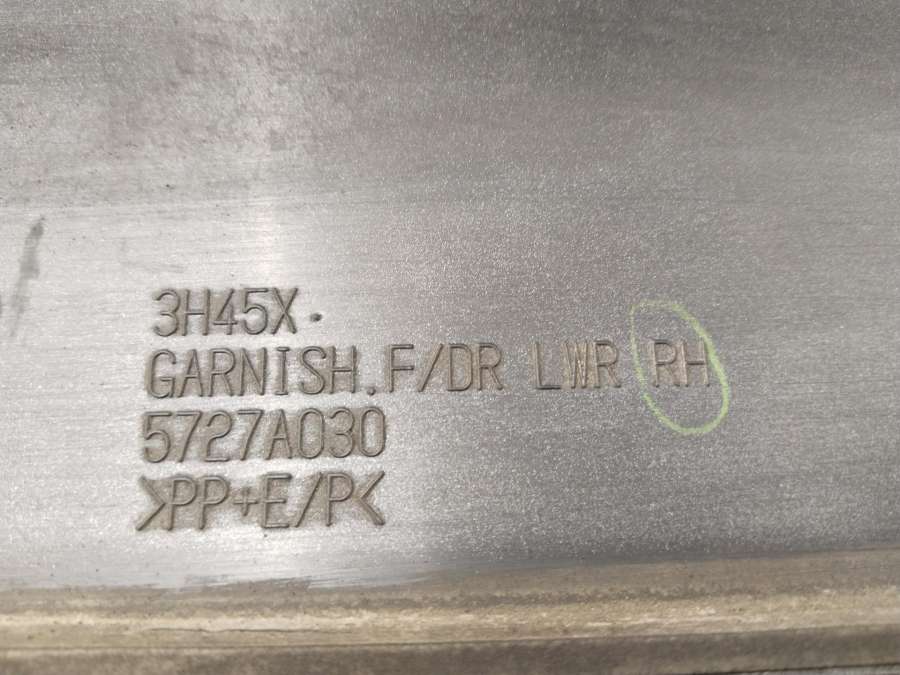 3H45X.
GARNISH.F/DR LWR RH
5727A030
>PP+E/P<